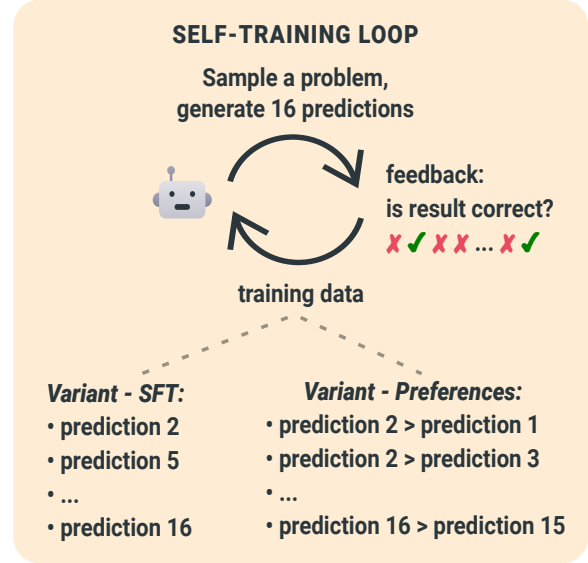 SELF-TRAINING LOOP
Sample a problem,
generate 16 predictions
feedback:
is result correct?
✗ ✓ ✗ ✗ ... ✗ ✓
training data
Variant - SFT:
• prediction 2
• prediction 5
• ...
• prediction 16
Variant - Preferences:
• prediction 2 > prediction 1
• prediction 2 > prediction 3
• ...
• prediction 16 > prediction 15